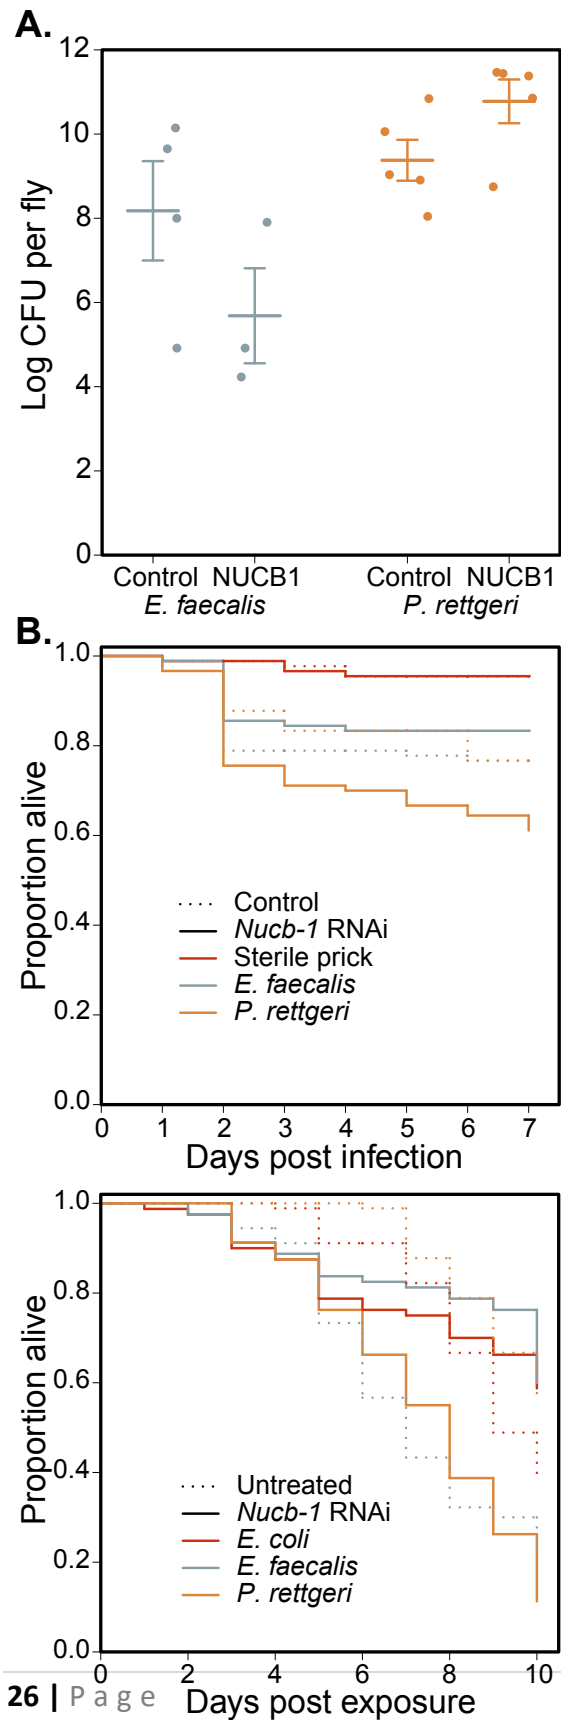 A.
12
10
8
6
4
2
0
Log CFU per fly
Control NUCB1 Control NUCB1
E. faecalis P. rettgeri
B.
1.0
0.8
0.6
0.4
0.2
0.0
Proportion alive
Control
Nucb-1 RNAi
Sterile prick
E. faecalis
P. rettgeri
0 1 2 3 4 5 6 7
Days post infection
1.0
0.8
0.6
0.4
0.2
0.0
Proportion alive
Untreated
Nucb-1 RNAi
E. coli
E. faecalis
P. rettgeri
0 2 4 6 8 10
26 | Page Days post exposure